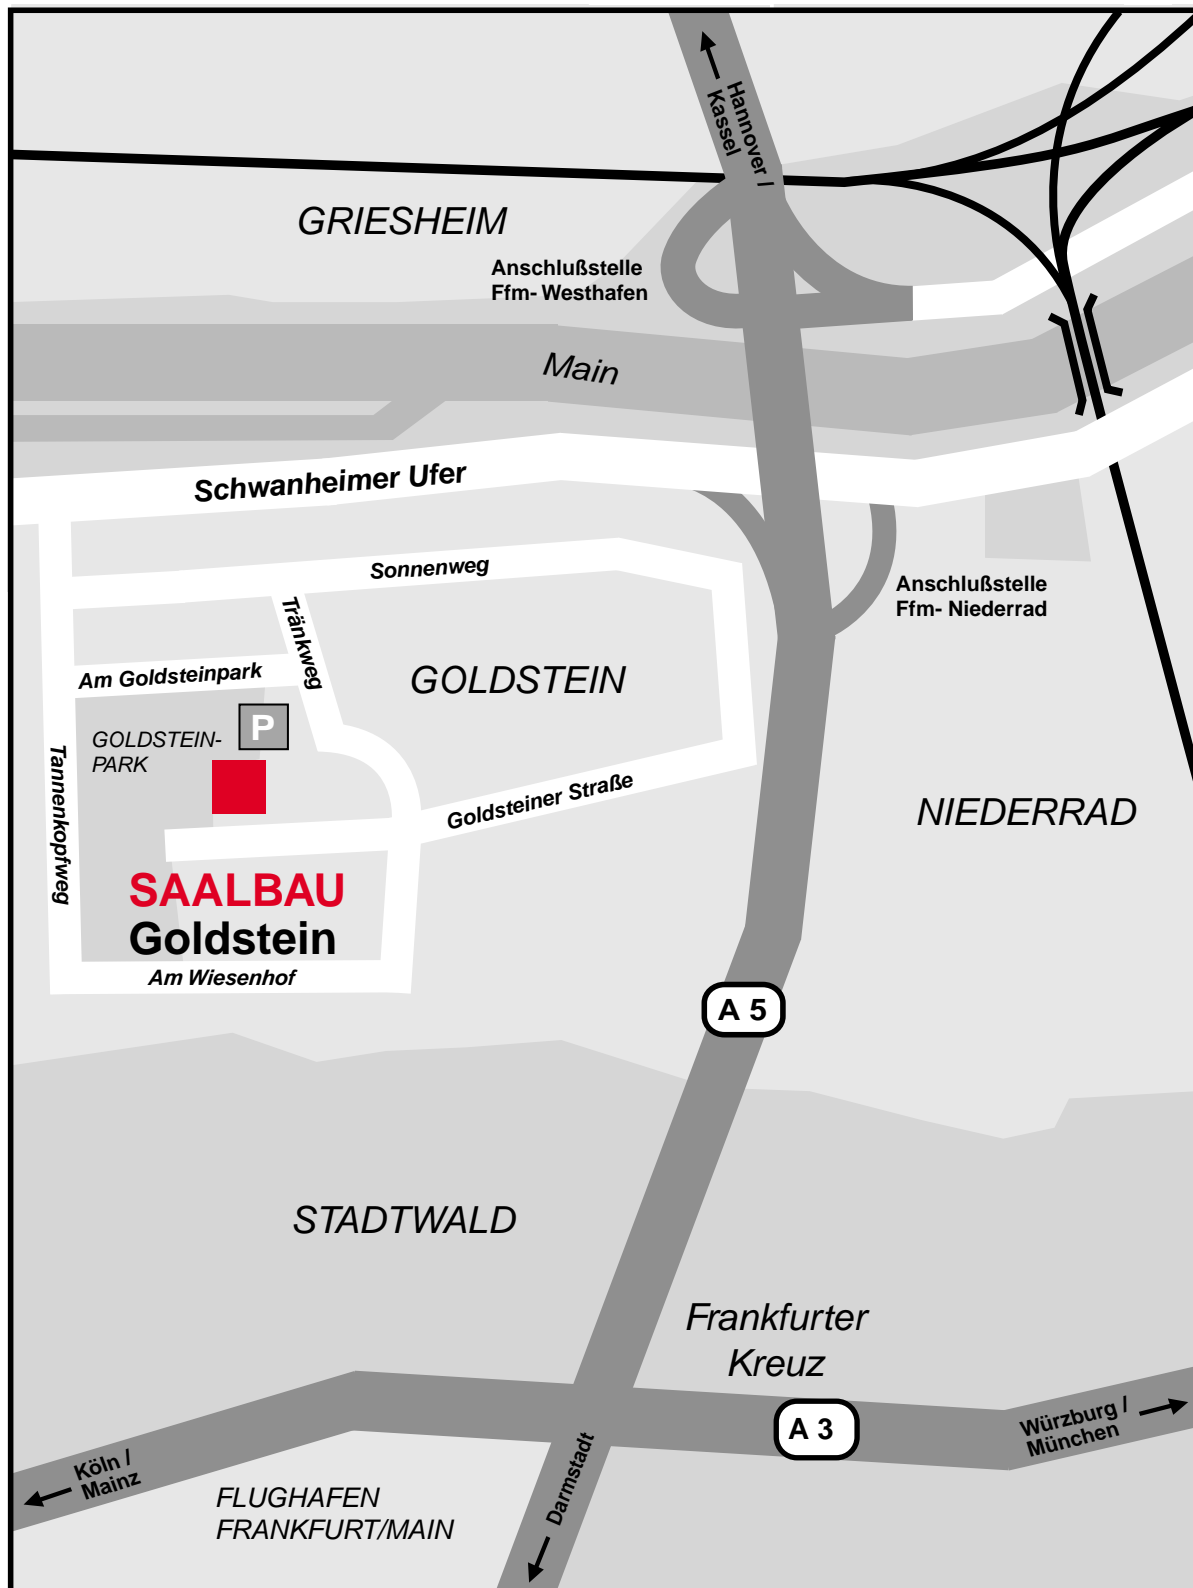 Hannover /
Kassel
GRIESHEIM
Anschlußstelle
Ffm- Westhafen
Main
Schwanheimer Ufer
Sonnenweg
Anschlußstelle
Ffm- Niederrad
Tränkweg
Am Goldsteinpark
GOLDSTEIN
P
GOLDSTEIN-
PARK
Tannenkopfweg
Goldsteiner Straße
NIEDERRAD
SAALBAU
Goldstein
Am Wiesenhof
A 5
STADTWALD
Frankfurter
Kreuz
A 3
Würzburg /
München
Köln /
Mainz
Darmstadt
FLUGHAFEN
FRANKFURT/MAIN